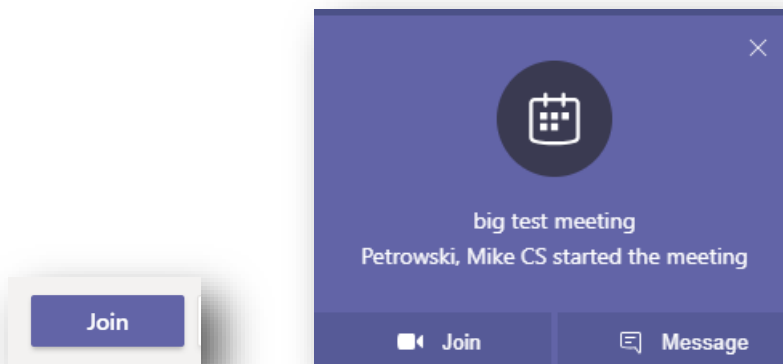 big test meeting
Petrowski, Mike CS started the meeting
Join
Join Message